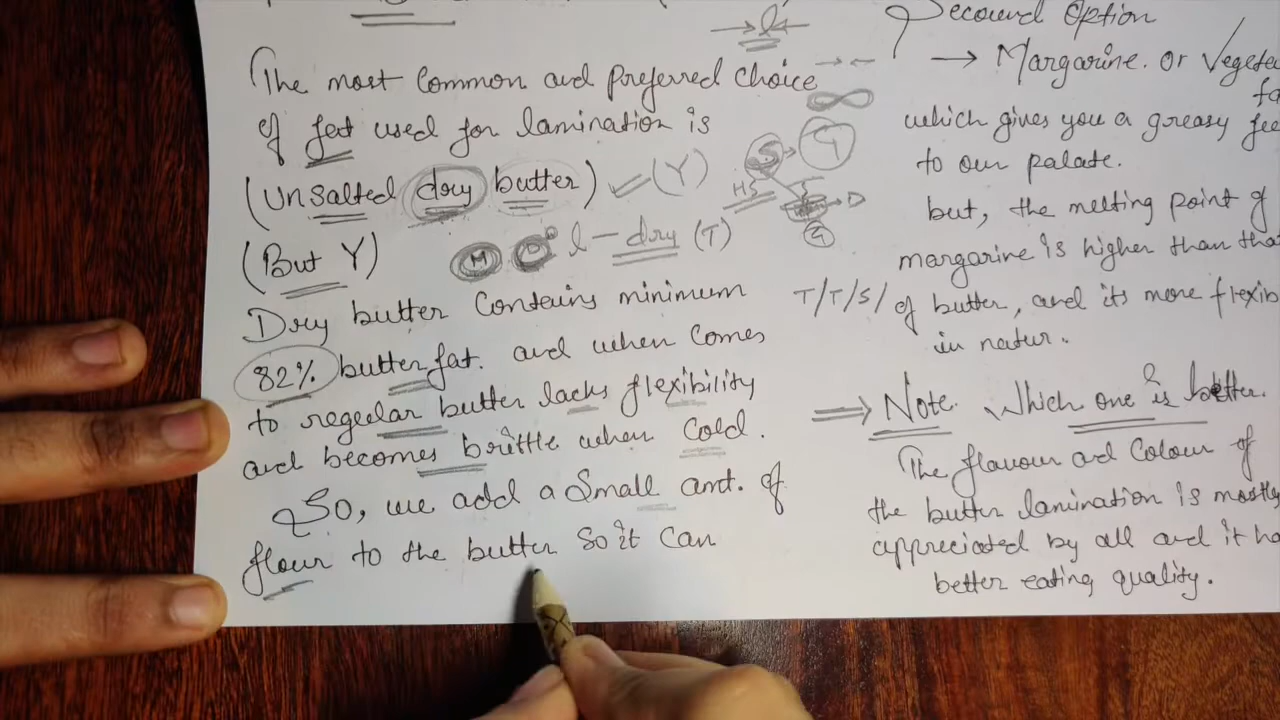 The most common and preferred choice
of fat used for lamination is
(Unsalted dry butter) (Y)
(But Y) M l - dry (T)
Dry butter contains minimum
82% butter fat. and when comes
to regular butter lacks flexibility
and becomes brittle when cold.
So, we add a small amt. of
flour to the butter so it can
l
S → G
HS → D
G
Second Option
→ Margarine. or Vegeta
fa
which gives you a greasy fee
to our palate.
but, the melting point of
margarine is higher than tha
T/T/S/ of butter, and its more flexib
in natur.
⇒ Note. Which one is better.
The flavour and colour of
the butter lamination is mostly
appreciated by all and it ha
better eating quality.